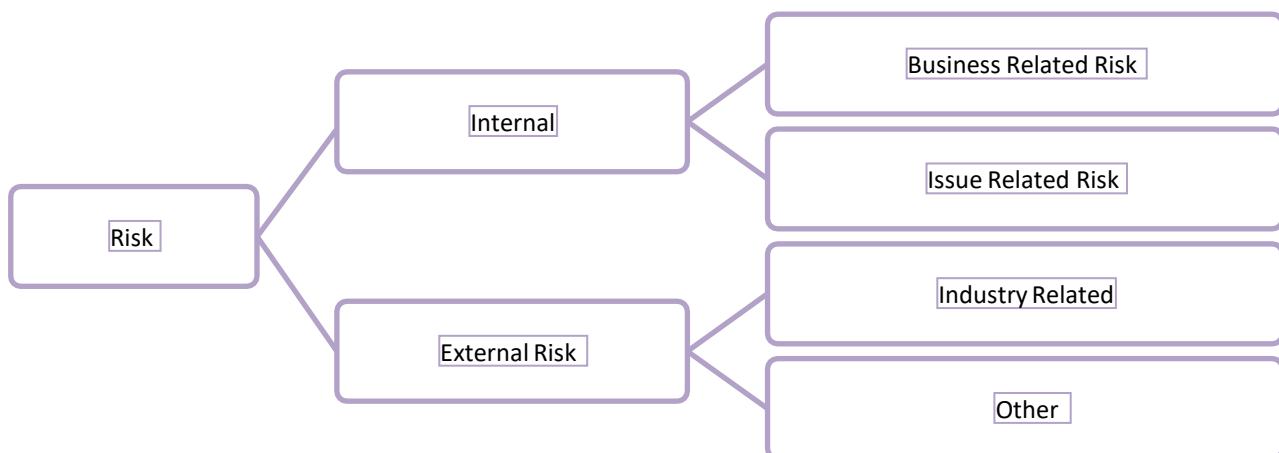 Risk
Internal
Business Related Risk
Issue Related Risk
External Risk
Industry Related
Other